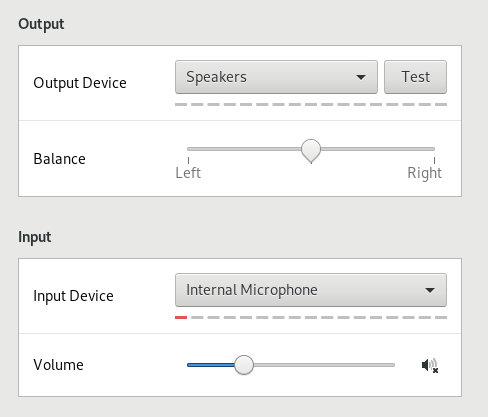 Output
Output Device
Speakers
Test
Balance
Left
Right
Input
Input Device
Internal Microphone
Volume